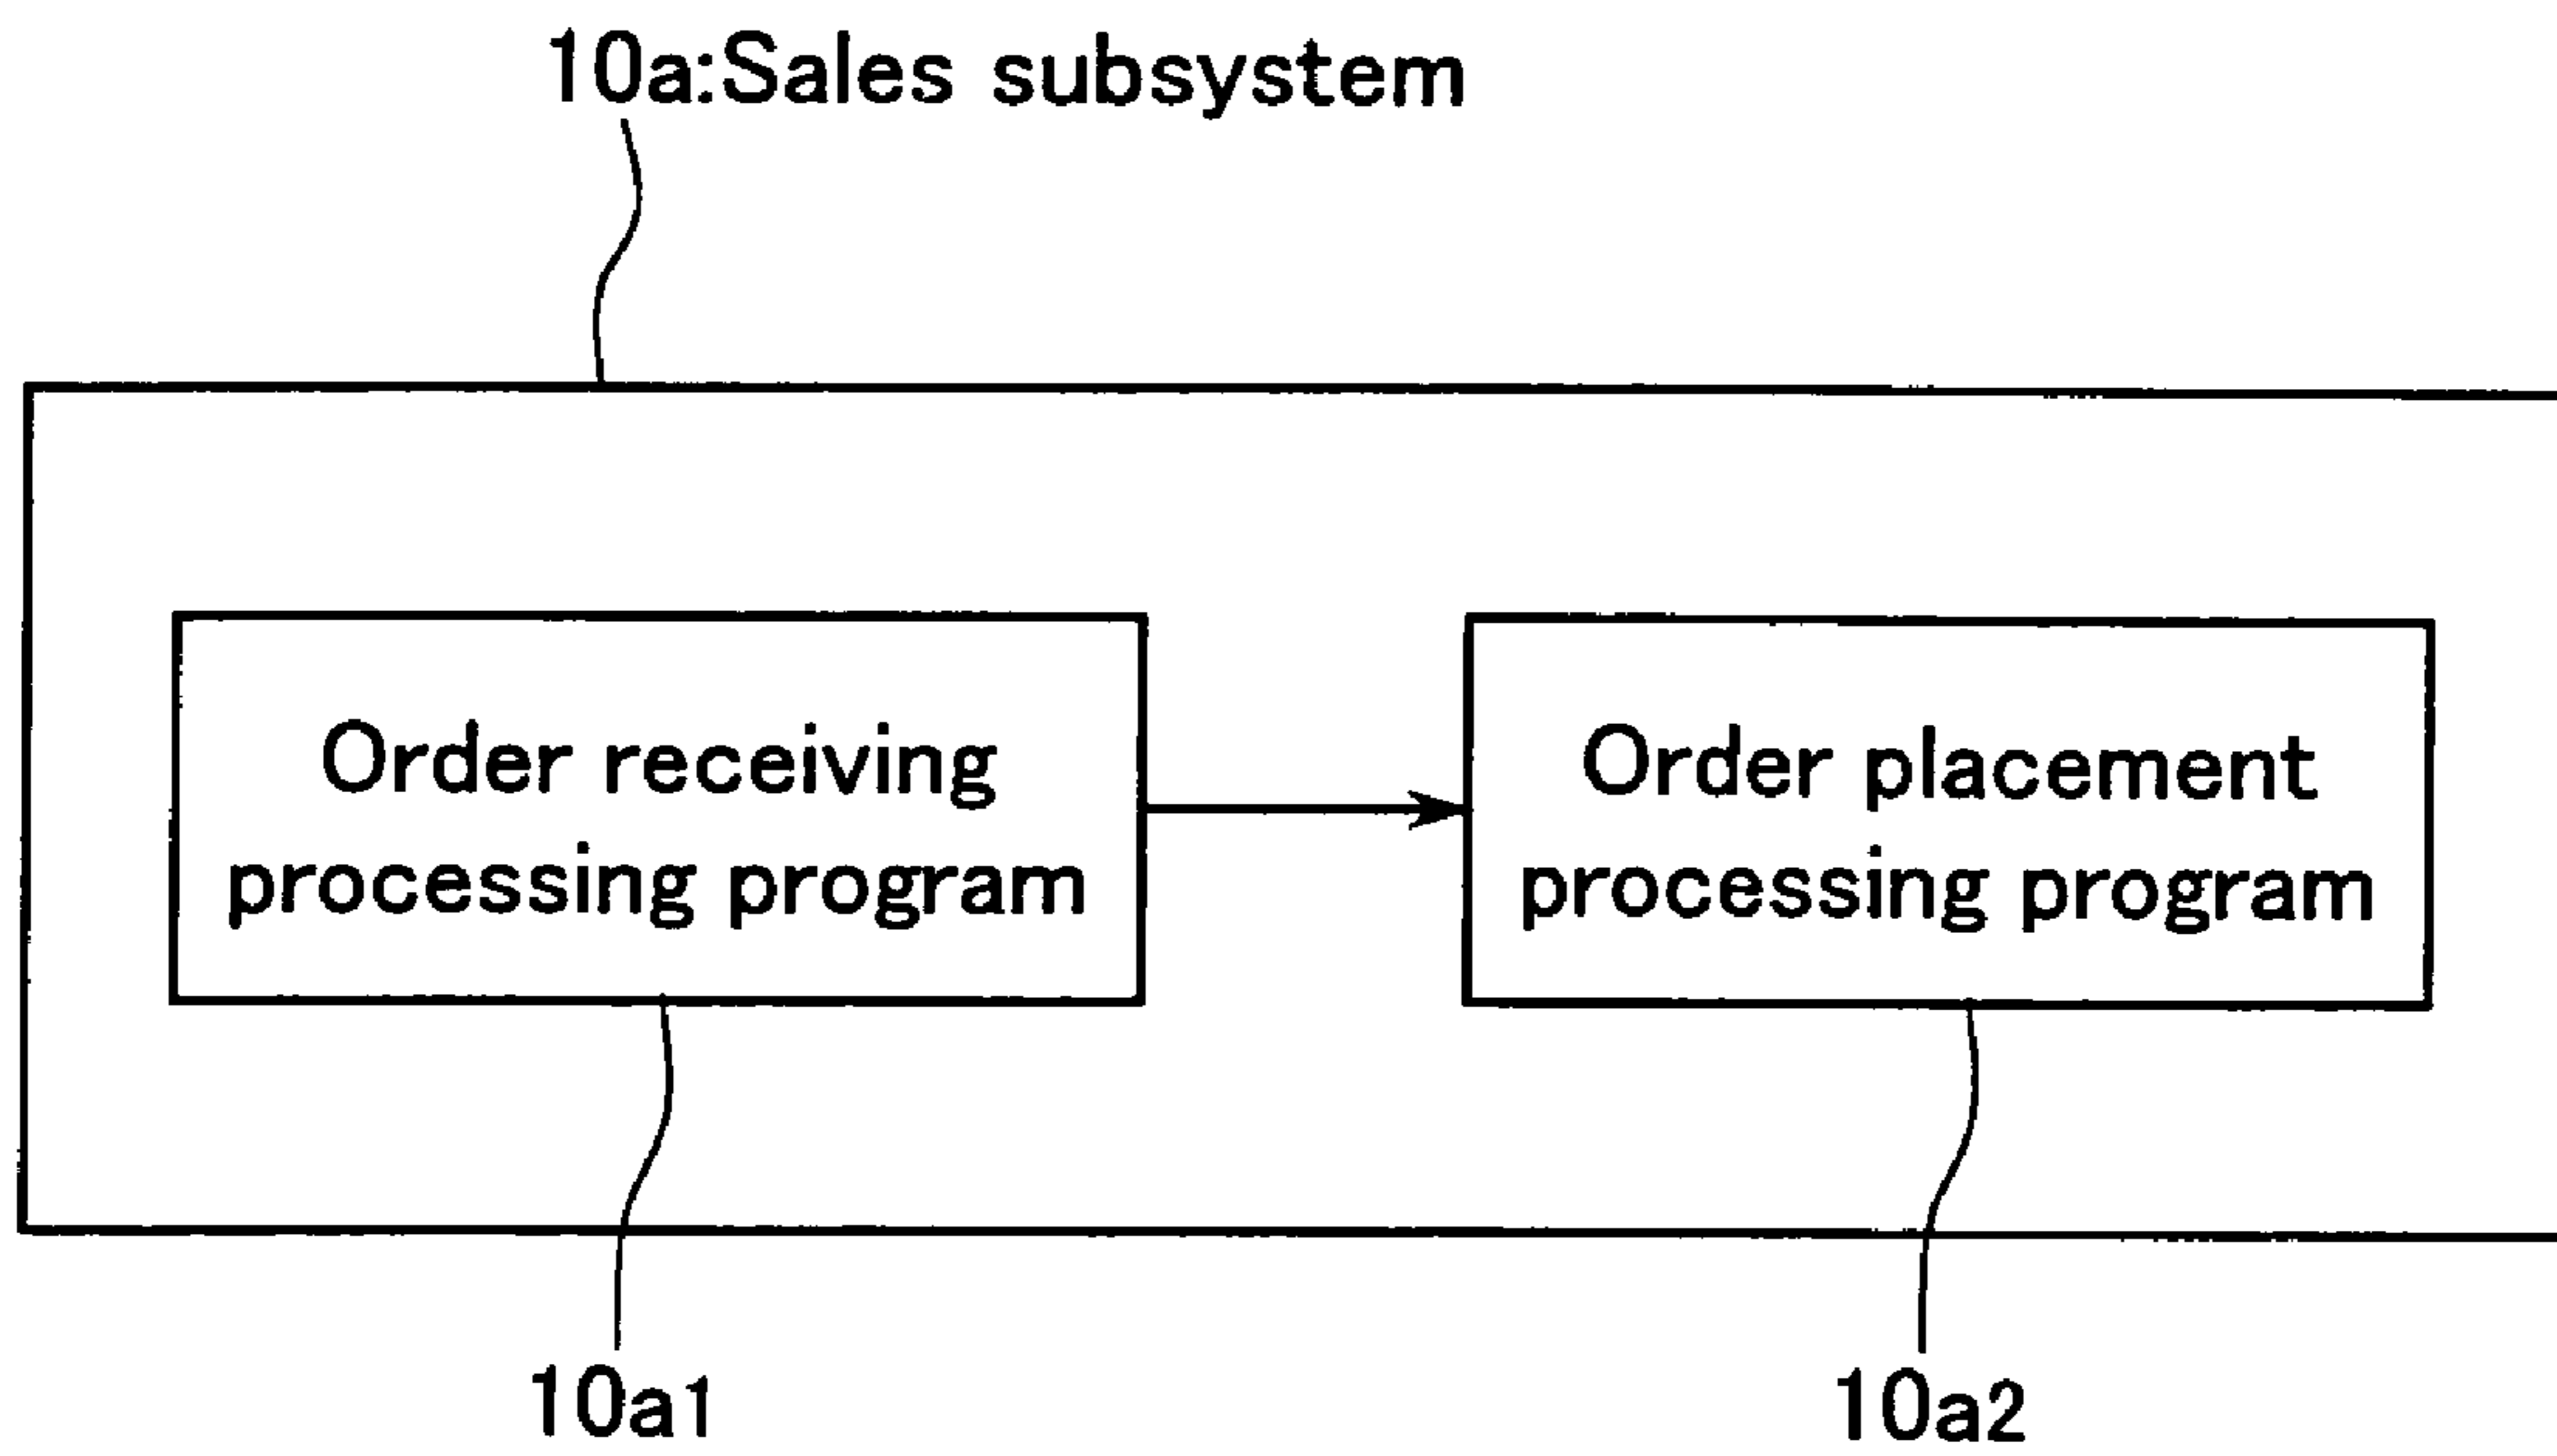 10a:Sales subsystem
Order receiving
processing program
Order placement
processing program
10a1
10a2